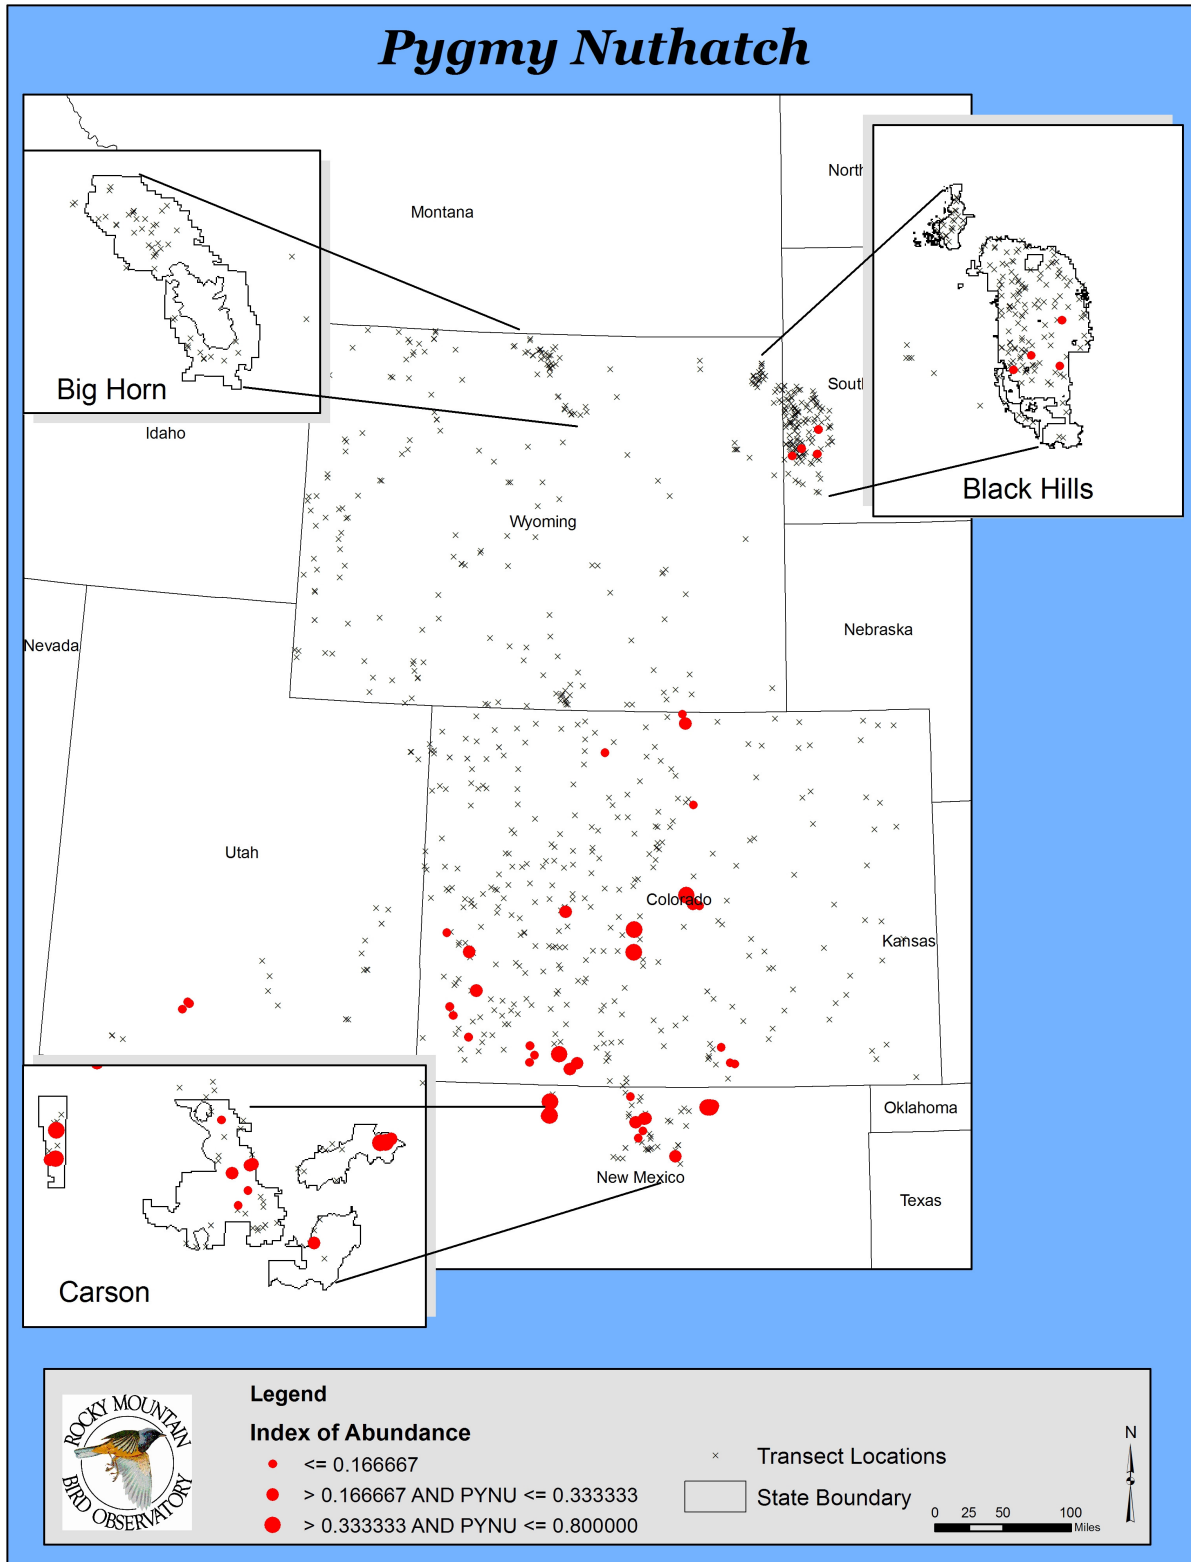 Pygmy Nuthatch
North
Montana
South
Big Horn
Idaho
Black Hills
Wyoming
Nevada
Nebraska
Utah
Colorado
Kansas
Oklahoma
New Mexico
Texas
Carson
Legend
Index of Abundance
<= 0.166667
> 0.166667 AND PYNU <= 0.333333
> 0.333333 AND PYNU <= 0.800000
Transect Locations
State Boundary
N
0 25 50 100
Miles
ROCKY MOUNTAIN
BIRD OBSERVATORY